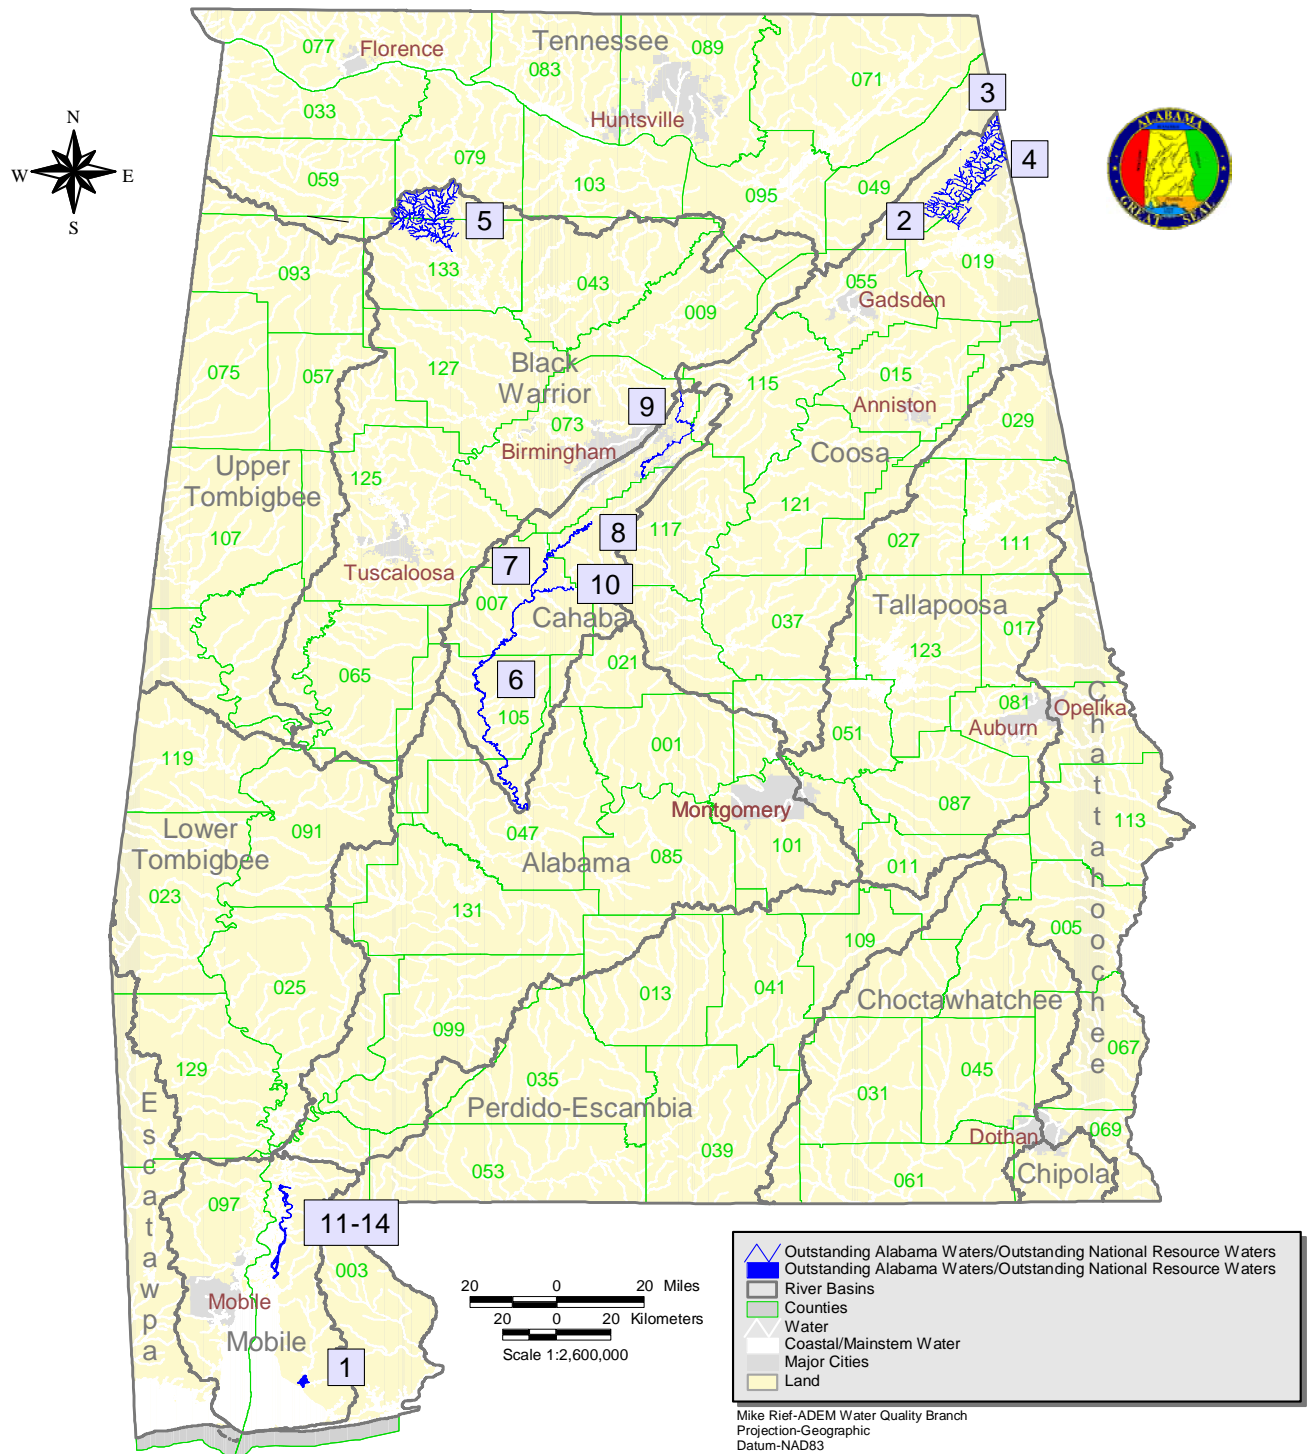 077
Florence
Tennessee
089
083
071
033
Huntsville
3
N
W E
S
ALABAMA
GREAT SEAL
079
059
103
095
049
4
2
5
019
093
133
043
055
Gadsden
009
075
057
127
Black
Warrior
115
015
Anniston
029
9
073
Birmingham
Coosa
Upper
Tombigbee
125
121
107
117
027
111
8
7
Tuscaloosa
10
007
Cahaba
037
Tallapoosa
017
123
065
021
6
105
081
Opelika
Auburn
Chattahoochee
119
001
051
Montgomery
087
113
Lower
Tombigbee
091
047
Alabama
085
101
011
023
131
109
005
025
013
041
Choctawhatchee
099
129
067
035
031
045
Perdido-Escambia
Escatawpa
039
Dothan
069
053
061
Chipola
097
11-14
003
Mobile
Mobile
1
20 0 20 Miles
20 0 20 Kilometers
Scale 1:2,600,000
Outstanding Alabama Waters/Outstanding National Resource Waters
Outstanding Alabama Waters/Outstanding National Resource Waters
River Basins
Counties
Water
Coastal/Mainstem Water
Major Cities
Land
Mike Rief-ADEM Water Quality Branch
Projection-Geographic
Datum-NAD83